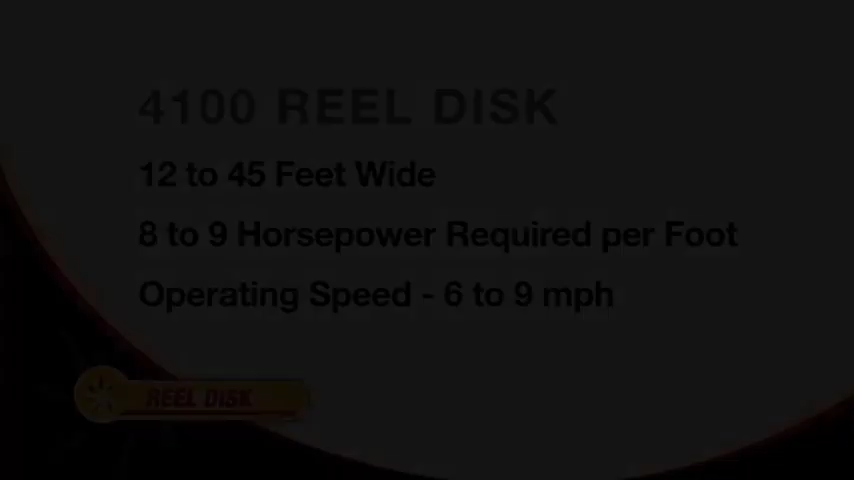 4100 REEL DISK
12 to 45 Feet Wide
8 to 9 Horsepower Required per Foot
Operating Speed - 6 to 9 mph
REEL DISK